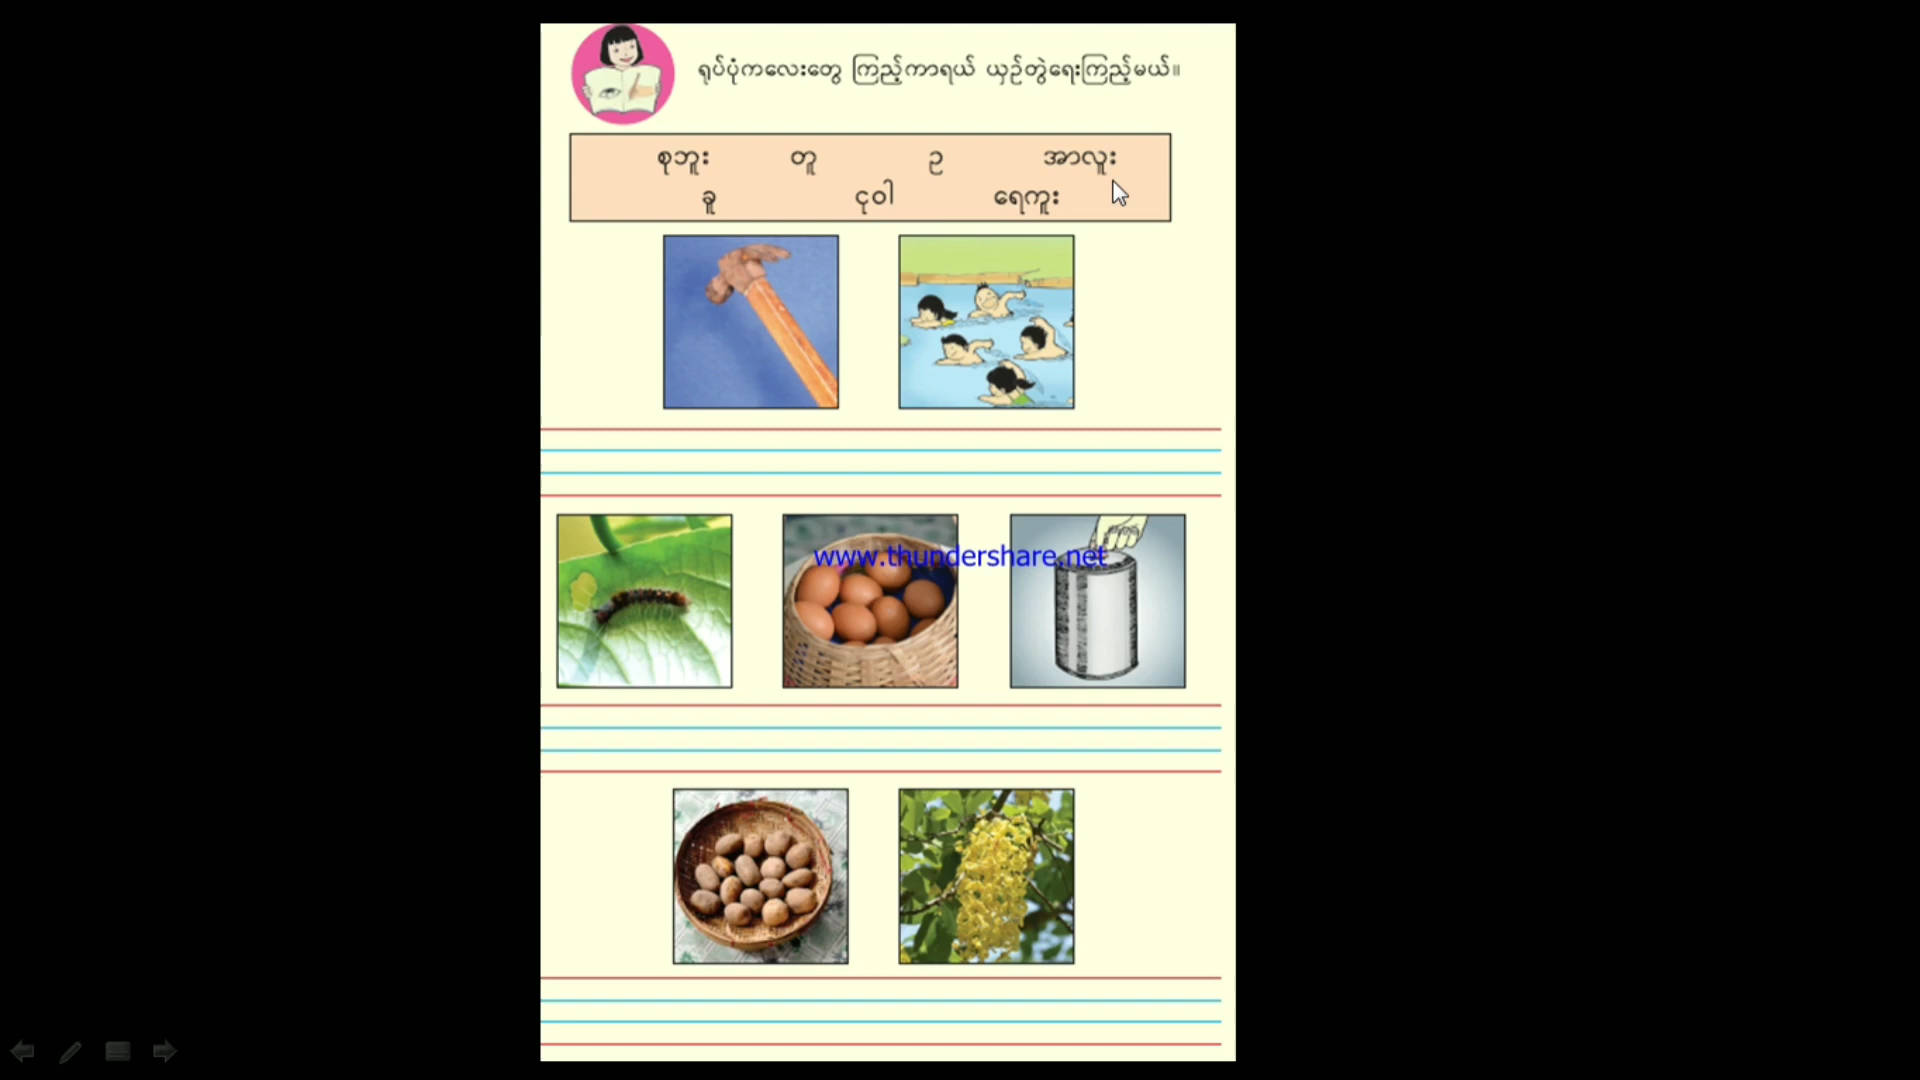 ရုပ်ပုံကလေးတွေ ကြည့်ကာရယ် ယှဉ်တွဲရေးကြည့်မယ်။
စုဘူး တူ ဥ အာလူး
ခူ ငုဝါ ရေကူး
www.thundershare.net